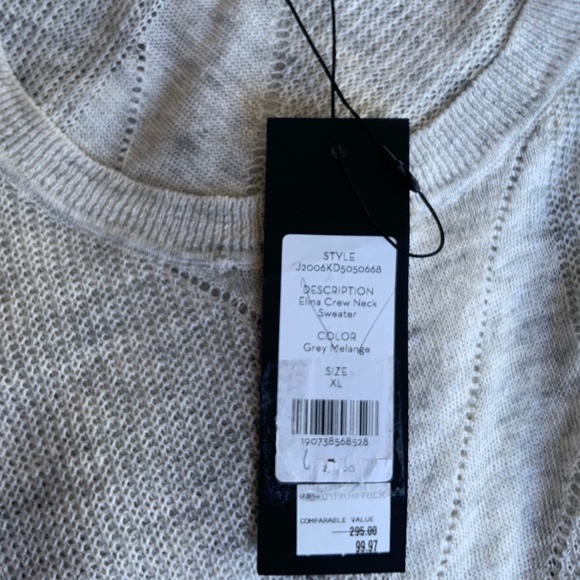 STYLE
J2006KD5050668
DESCRIPTION
Elina Crew Neck
Sweater
COLOR
Grey Melange
SIZE
XL
190738568528
COMPARABLE VALUE
295.00
99.97